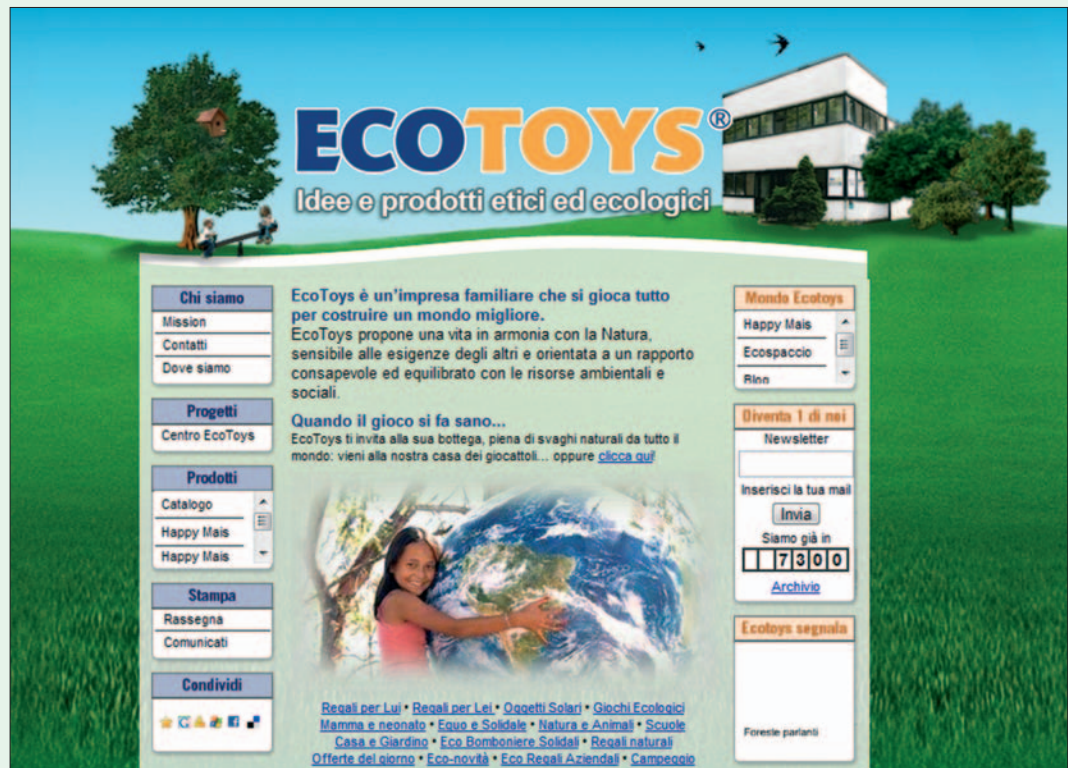 ECOTOYS®
Idee e prodotti etici ed ecologici
Chi siamo
Mission
Contatti
Dove siamo
Progetti
Centro EcoToys
Prodotti
Catalogo
Happy Mais
Happy Mais
Stampa
Rassegna
Comunicati
Condividi
EcoToys è un'impresa familiare che si gioca tutto
per costruire un mondo migliore.
EcoToys propone una vita in armonia con la Natura,
sensibile alle esigenze degli altri e orientata a un rapporto
consapevole ed equilibrato con le risorse ambientali e
sociali.
Quando il gioco si fa sano...
EcoToys ti invita alla sua bottega, piena di svaghi naturali da tutto il
mondo: vieni alla nostra casa dei giocattoli... oppure clicca qui!
Regali per Lui • Regali per Lei • Oggetti Solari • Giochi Ecologici
Mamma e neonato • Equo e Solidale • Natura e Animali • Scuole
Casa e Giardino • Eco Bomboniere Solidali • Regali naturali
Offerte del giorno • Eco-novità • Eco Regali Aziendali • Campeggio
Mondo Ecotoys
Happy Mais
Ecospaccio
Blog
Diventa 1 di noi
Newsletter
Inserisci la tua mail
Invia
Siamo già in
7300
Archivio
Ecotoys segnala
Foreste parlanti